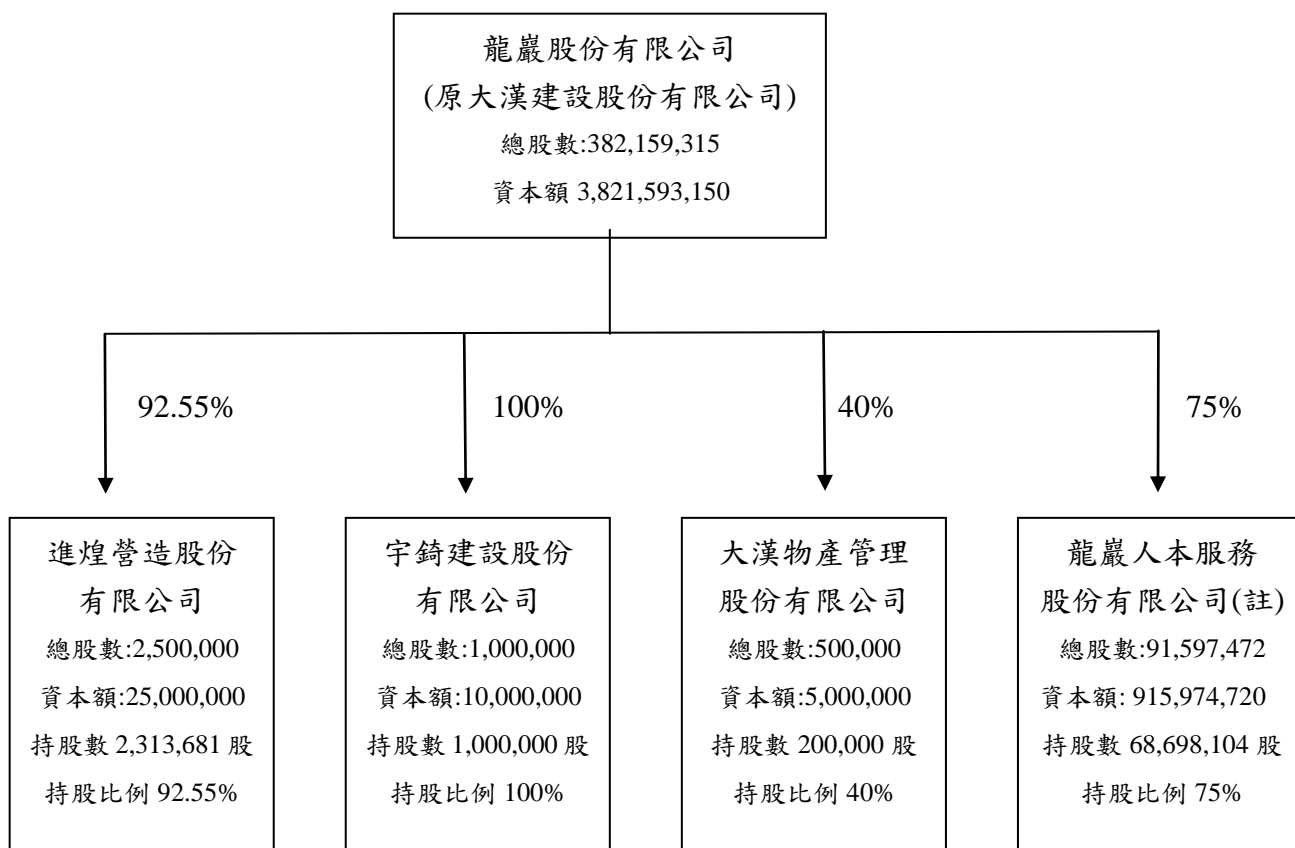 龍巖股份有限公司
(原大漢建設股份有限公司)
總股數:382,159,315
資本額 3,821,593,150
92.55%
100%
40%
75%
進煌營造股份
有限公司
總股數:2,500,000
資本額:25,000,000
持股數 2,313,681 股
持股比例 92.55%
宇錡建設股份
有限公司
總股數:1,000,000
資本額:10,000,000
持股數 1,000,000 股
持股比例 100%
大漢物產管理
股份有限公司
總股數:500,000
資本額:5,000,000
持股數 200,000 股
持股比例 40%
龍巖人本服務
股份有限公司(註)
總股數:91,597,472
資本額: 915,974,720
持股數 68,698,104 股
持股比例 75%